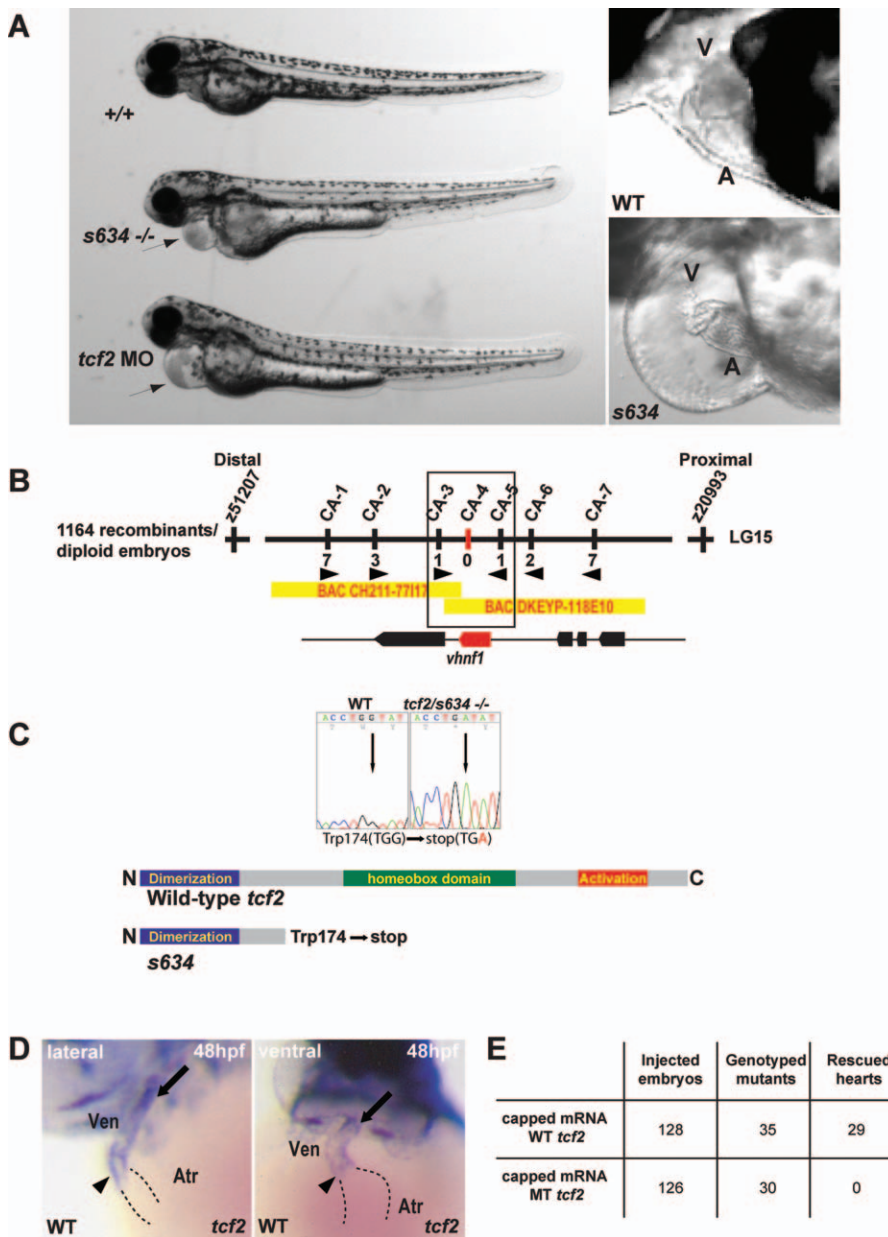 A
+/+
s634 -/-
tcf2 MO
V
A
WT
V
A
s634
B
Distal
Proximal
z51207
CA-1
CA-2
CA-3
CA-4
CA-5
CA-6
CA-7
z20993
1164 recombinants/
diploid embryos
LG15
7 3 1 0 1 2 7
BAC CH211-77I17
BAC DKEYP-118E10
vhnf1
C
WT tcf2/s634 -/-
A C C T G G T A T A C C T G A T A T
Trp174(TGG)→stop(TGA)
N Dimerization homeobox domain Activation C
Wild-type tcf2
N Dimerization Trp174→stop
s634
D
lateral 48hpf
Ven
Atr
WT
ventral 48hpf
Ven
Atr
WT tcf2
E
Injected embryos
Genotyped mutants
Rescued hearts
capped mRNA WT tcf2 128 35 29
capped mRNA MT tcf2 126 30 0